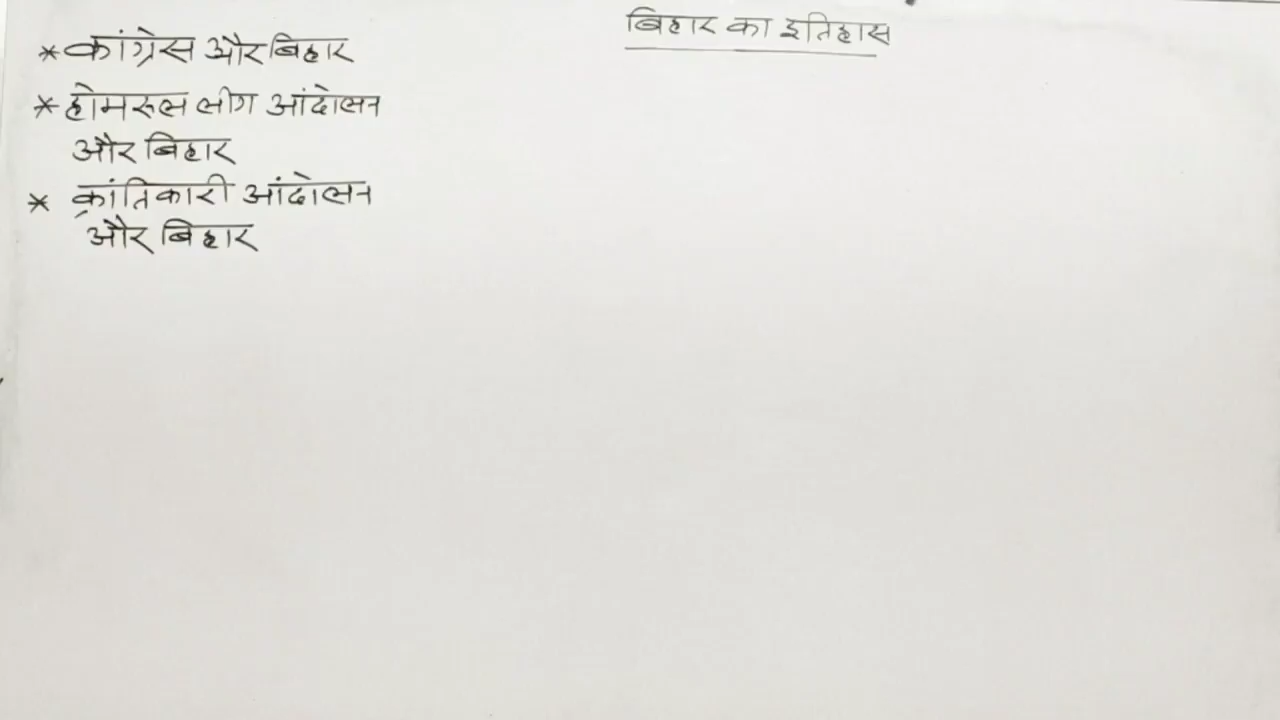 बिहार का इतिहास
* कांग्रेस और बिहार
* होमरूल लीग आंदोलन
और बिहार
* क्रांतिकारी आंदोलन
और बिहार